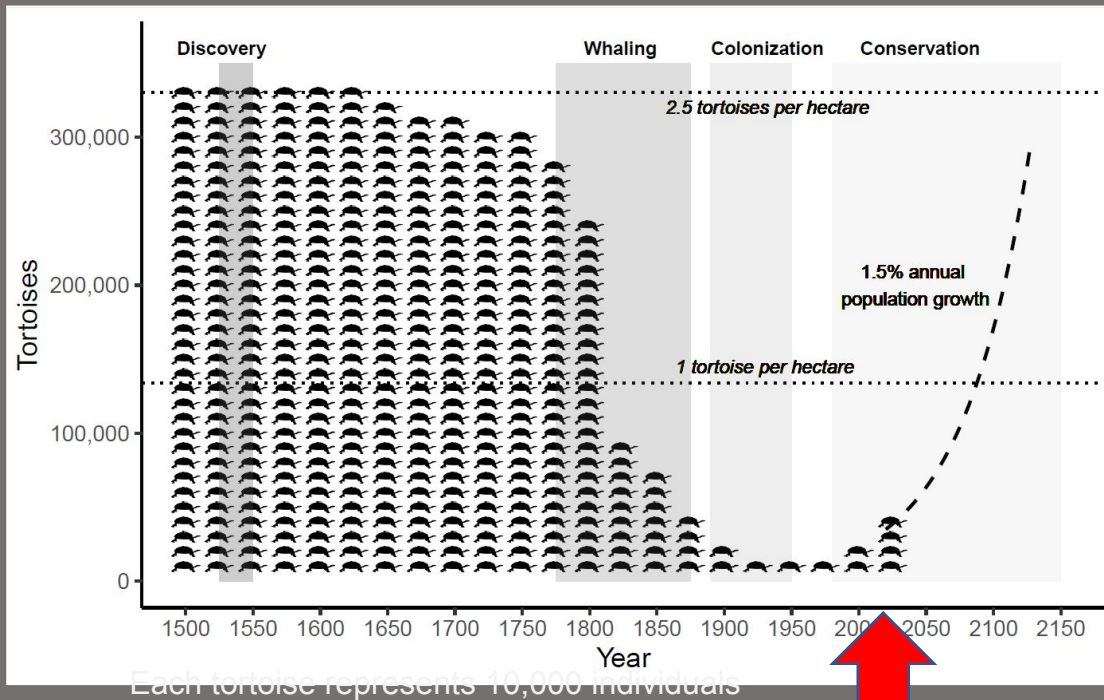 Discovery
Whaling
Colonization
Conservation
2.5 tortoises per hectare
300,000
1.5% annual
population growth
200,000
Tortoises
1 tortoise per hectare
100,000
0
1500 1550 1600 1650 1700 1750 1800 1850 1900 1950 2050 2100 2150
Year
Each tortoise represents 10,000 individuals